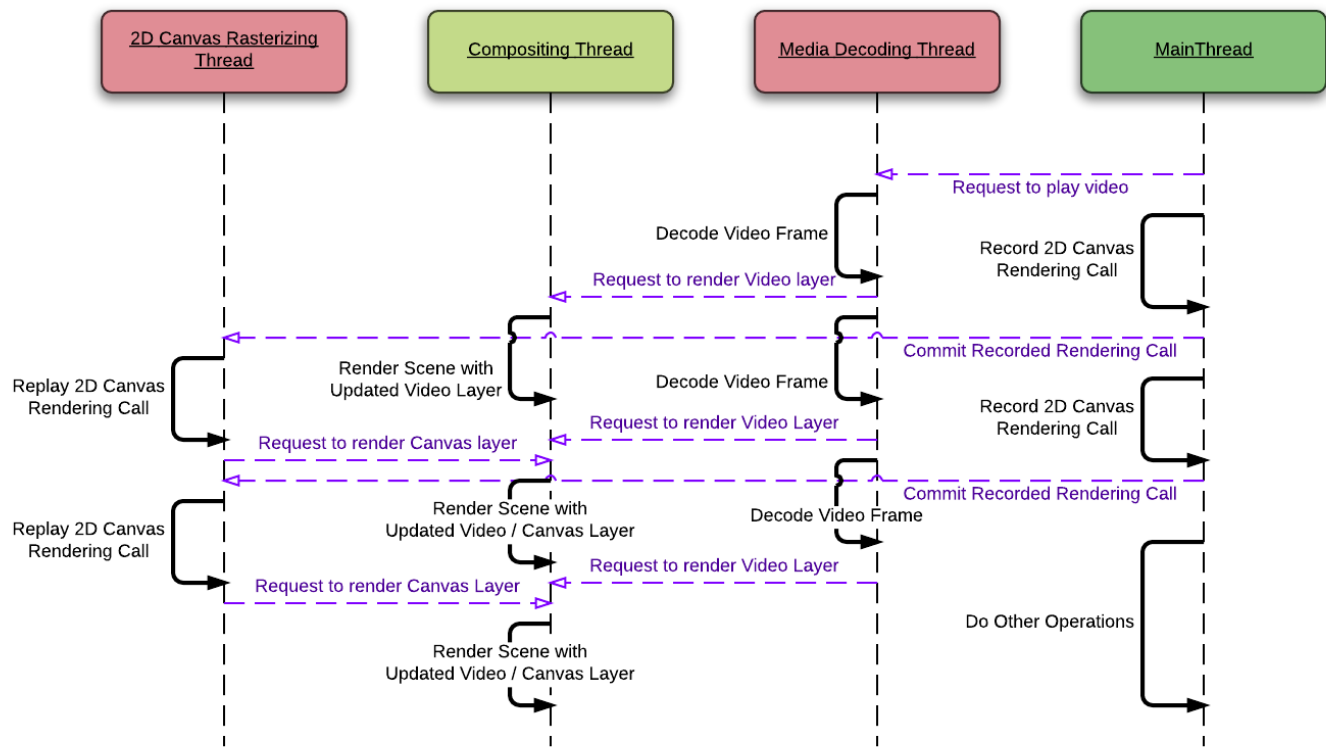 2D Canvas Rasterizing
Thread
Compositing Thread
Media Decoding Thread
MainThread
Request to play video
Decode Video Frame
Record 2D Canvas
Rendering Call
Request to render Video layer
Commit Recorded Rendering Call
Replay 2D Canvas
Rendering Call
Render Scene with
Updated Video Layer
Decode Video Frame
Record 2D Canvas
Rendering Call
Request to render Canvas layer
Request to render Video Layer
Commit Recorded Rendering Call
Replay 2D Canvas
Rendering Call
Render Scene with
Updated Video / Canvas Layer
Decode Video Frame
Request to render Canvas Layer
Request to render Video Layer
Do Other Operations
Render Scene with
Updated Video / Canvas Layer